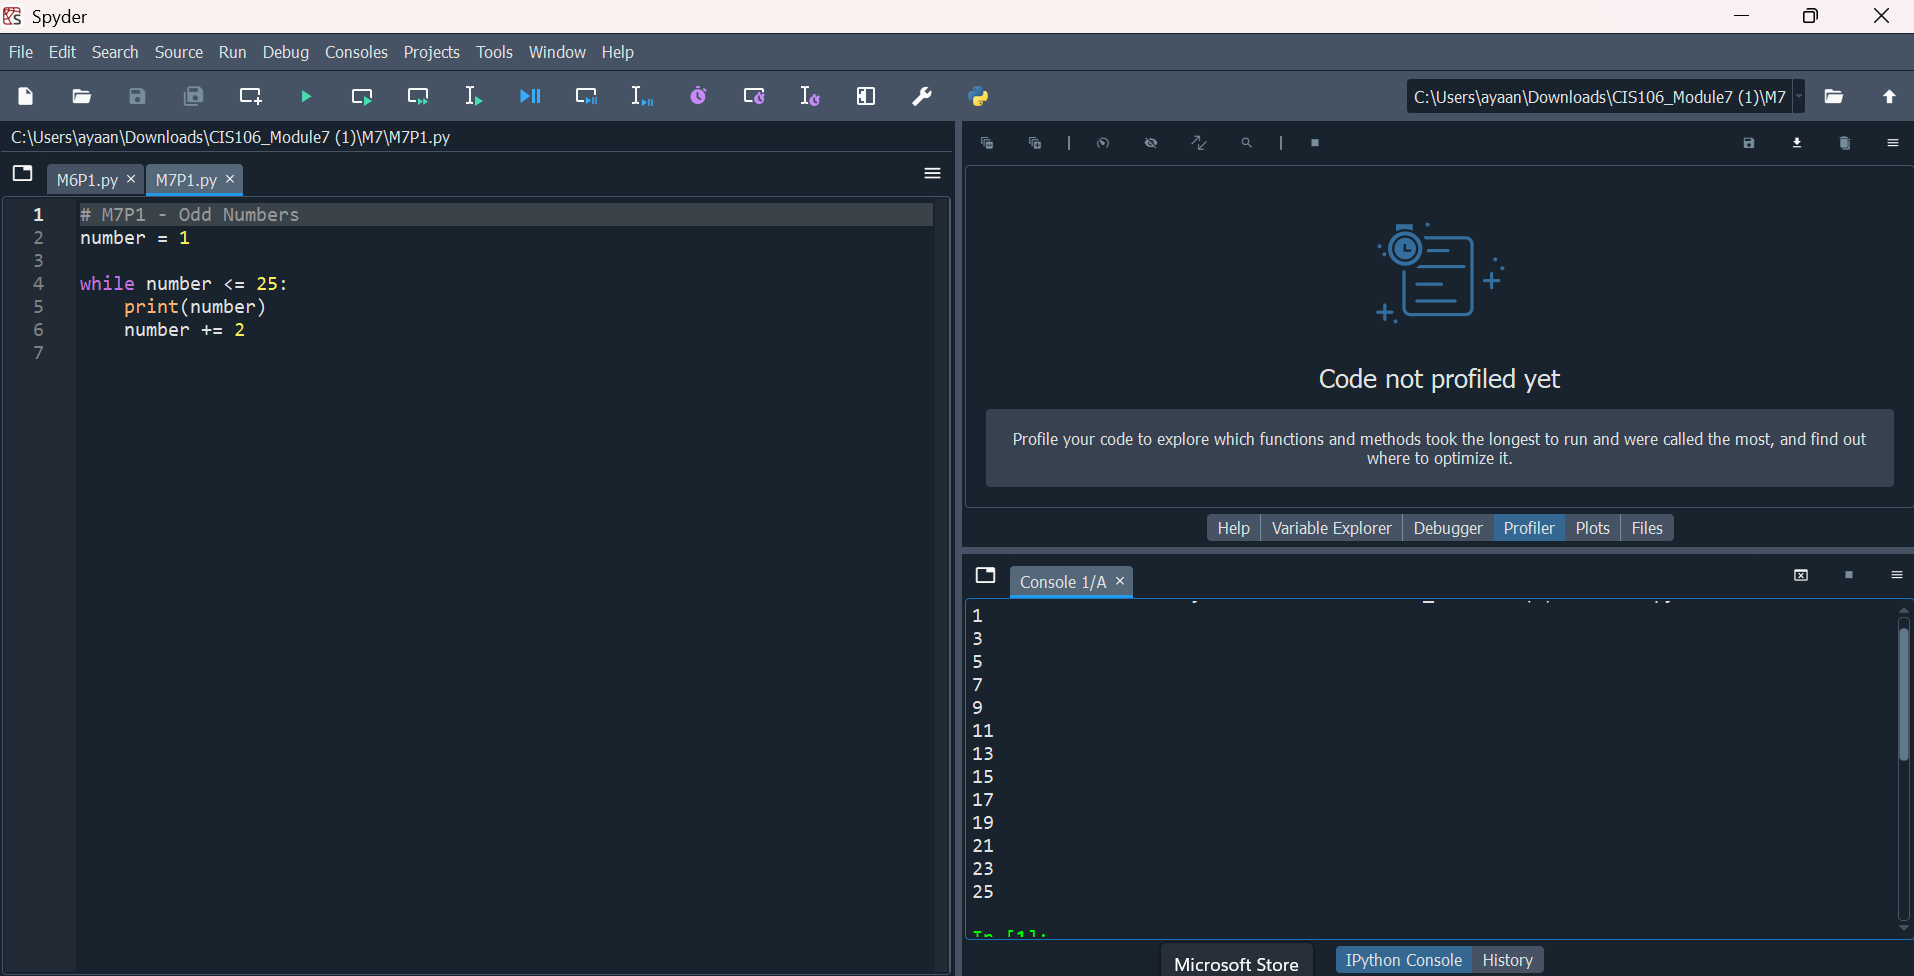 Spyder
File Edit Search Source Run Debug Consoles Projects Tools Window Help
C:\Users\ayaan\Downloads\CIS106_Module7 (1)\M7
C:\Users\ayaan\Downloads\CIS106_Module7 (1)\M7\M7P1.py
M6P1.py M7P1.py
1 # M7P1 - Odd Numbers
2 number = 1
3
4 while number <= 25:
5 print(number)
6 number += 2
7
Code not profiled yet
Profile your code to explore which functions and methods took the longest to run and were called the most, and find out
where to optimize it.
Help Variable Explorer Debugger Profiler Plots Files
Console 1/A
1
3
5
7
9
11
13
15
17
19
21
23
25
In [1]:
IPython Console History
Microsoft Store